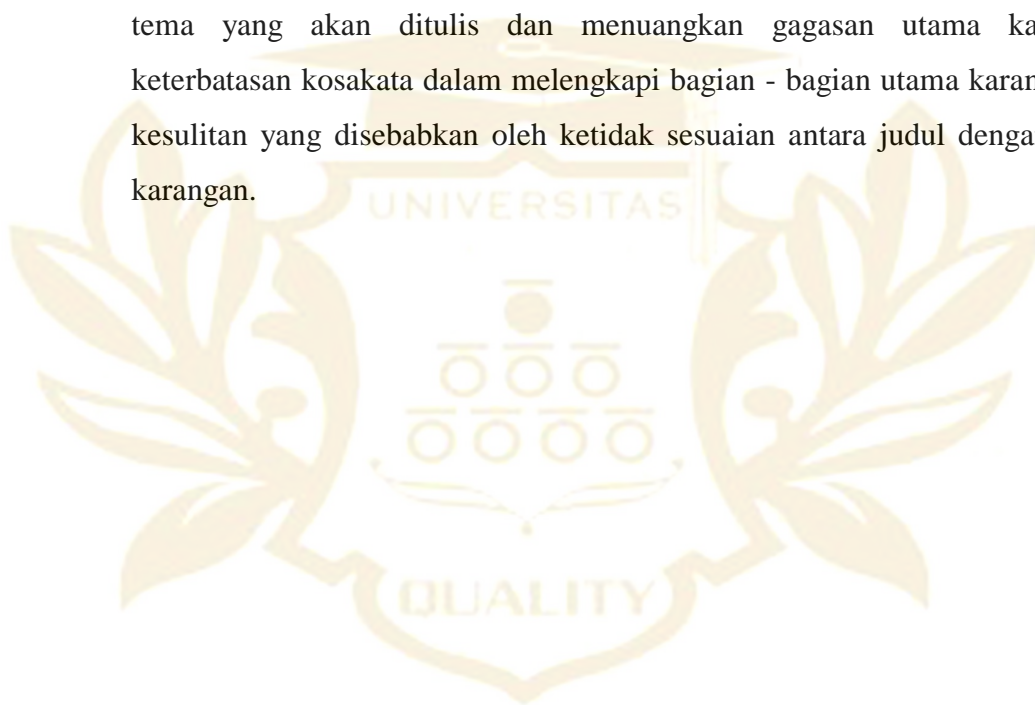 tema yang akan ditulis dan menuangkan gagasan utama
keterbatasan kosakata dalam melengkapi bagian - bagian utama
kesulitan yang disebabkan oleh ketidak sesuaian antara judul
karangan.
UNIVERSITAS
QUALITY